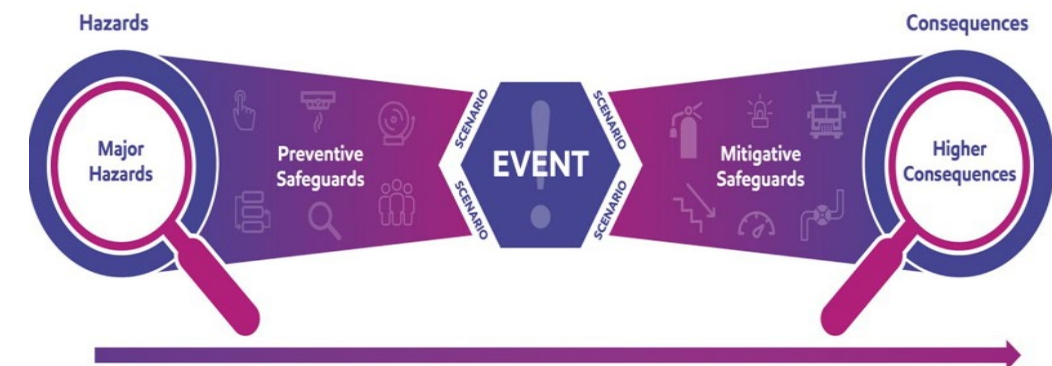 Hazards
Consequences
Major
Hazards
Preventive
Safeguards
SCENARIO
SCENARIO
EVENT
SCENARIO
SCENARIO
Mitigative
Safeguards
Higher
Consequences